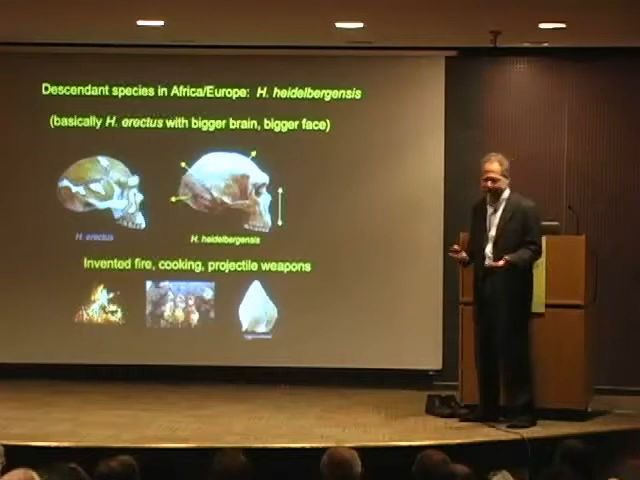 Descendant species in Africa/Europe: H. heidelbergensis
(basically H. erectus with bigger brain, bigger face)
H. erectus
H. heidelbergensis
Invented fire, cooking, projectile weapons